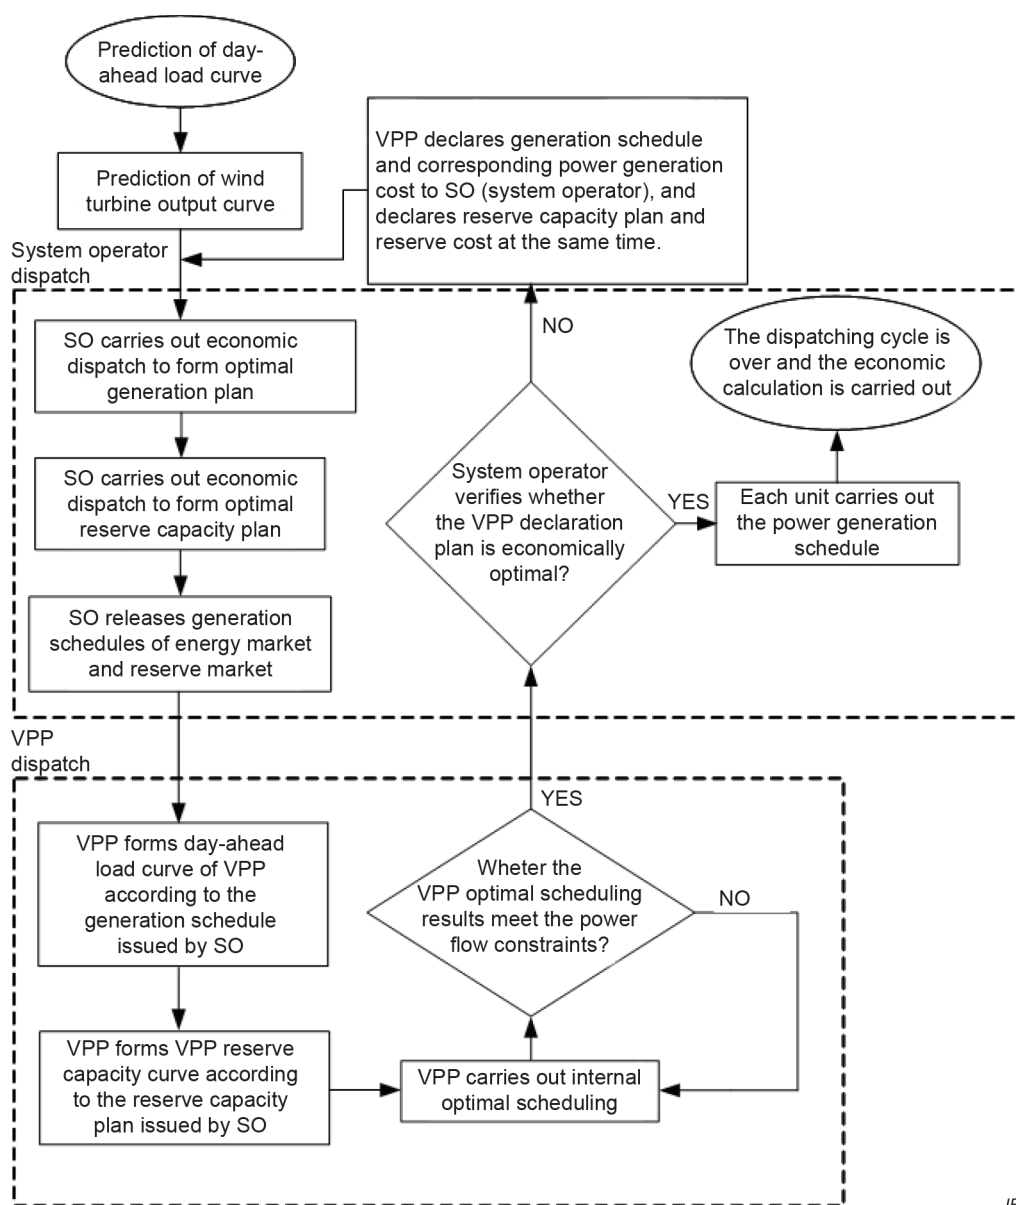 Prediction of day-
ahead load curve
Prediction of wind
turbine output curve
VPP declares generation schedule
and corresponding power generation
cost to SO (system operator), and
declares reserve capacity plan and
reserve cost at the same time.
System operator
dispatch
SO carries out economic
dispatch to form optimal
generation plan
SO carries out economic
dispatch to form optimal
reserve capacity plan
SO releases generation
schedules of energy market
and reserve market
NO
System operator
verifies whether
the VPP declaration
plan is economically
optimal?
YES
Each unit carries out
the power generation
schedule
The dispatching cycle is
over and the economic
calculation is carried out
VPP
dispatch
VPP forms day-ahead
load curve of VPP
according to the
generation schedule
issued by SO
VPP forms VPP reserve
capacity curve according
to the reserve capacity
plan issued by SO
VPP carries out internal
optimal scheduling
Wheter the
VPP optimal scheduling
results meet the power
flow constraints?
YES
NO